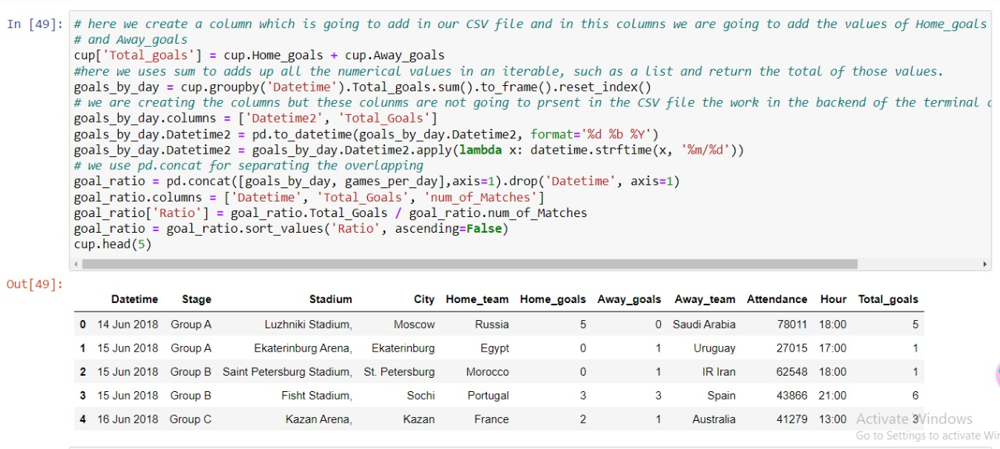 In [49]: # here we create a column which is going to add in our CSV file and in this columns we are going to add the values of Home_goals
# and Away_goals
cup['Total_goals'] = cup.Home_goals + cup.Away_goals
#here we uses sum to adds up all the numerical values in an iterable, such as a list and return the total of those values.
goals_by_day = cup.groupby('Datetime').Total_goals.sum().to_frame().reset_index()
# we are creating the columns but these colunms are not going to prsent in the CSV file the work in the backend of the terminal
goals_by_day.columns = ['Datetime2', 'Total_Goals']
goals_by_day.Datetime2 = pd.to_datetime(goals_by_day.Datetime2, format='%d %b %Y')
goals_by_day.Datetime2 = goals_by_day.Datetime2.apply(lambda x: datetime.strftime(x, '%m/%d'))
# we use pd.concat for separating the overlapping
goal_ratio = pd.concat([goals_by_day, games_per_day],axis=1).drop('Datetime', axis=1)
goal_ratio.columns = ['Datetime', 'Total_Goals', 'num_of_Matches']
goal_ratio['Ratio'] = goal_ratio.Total_Goals / goal_ratio.num_of_Matches
goal_ratio = goal_ratio.sort_values('Ratio', ascending=False)
cup.head(5)
Out[49]:
Datetime Stage Stadium City Home_team Home_goals Away_goals Away_team Attendance Hour Total_goals
0 14 Jun 2018 Group A Luzhniki Stadium, Moscow Russia 5 0 Saudi Arabia 78011 18:00 5
1 15 Jun 2018 Group A Ekaterinburg Arena, Ekaterinburg Egypt 0 1 Uruguay 27015 17:00 1
2 15 Jun 2018 Group B Saint Petersburg Stadium, St. Petersburg Morocco 0 1 IR Iran 62548 18:00 1
3 15 Jun 2018 Group B Fisht Stadium, Sochi Portugal 3 3 Spain 43866 21:00 6
4 16 Jun 2018 Group C Kazan Arena, Kazan France 2 1 Australia 41279 13:00 3
Activate Windows
Go to Settings to activate Wi